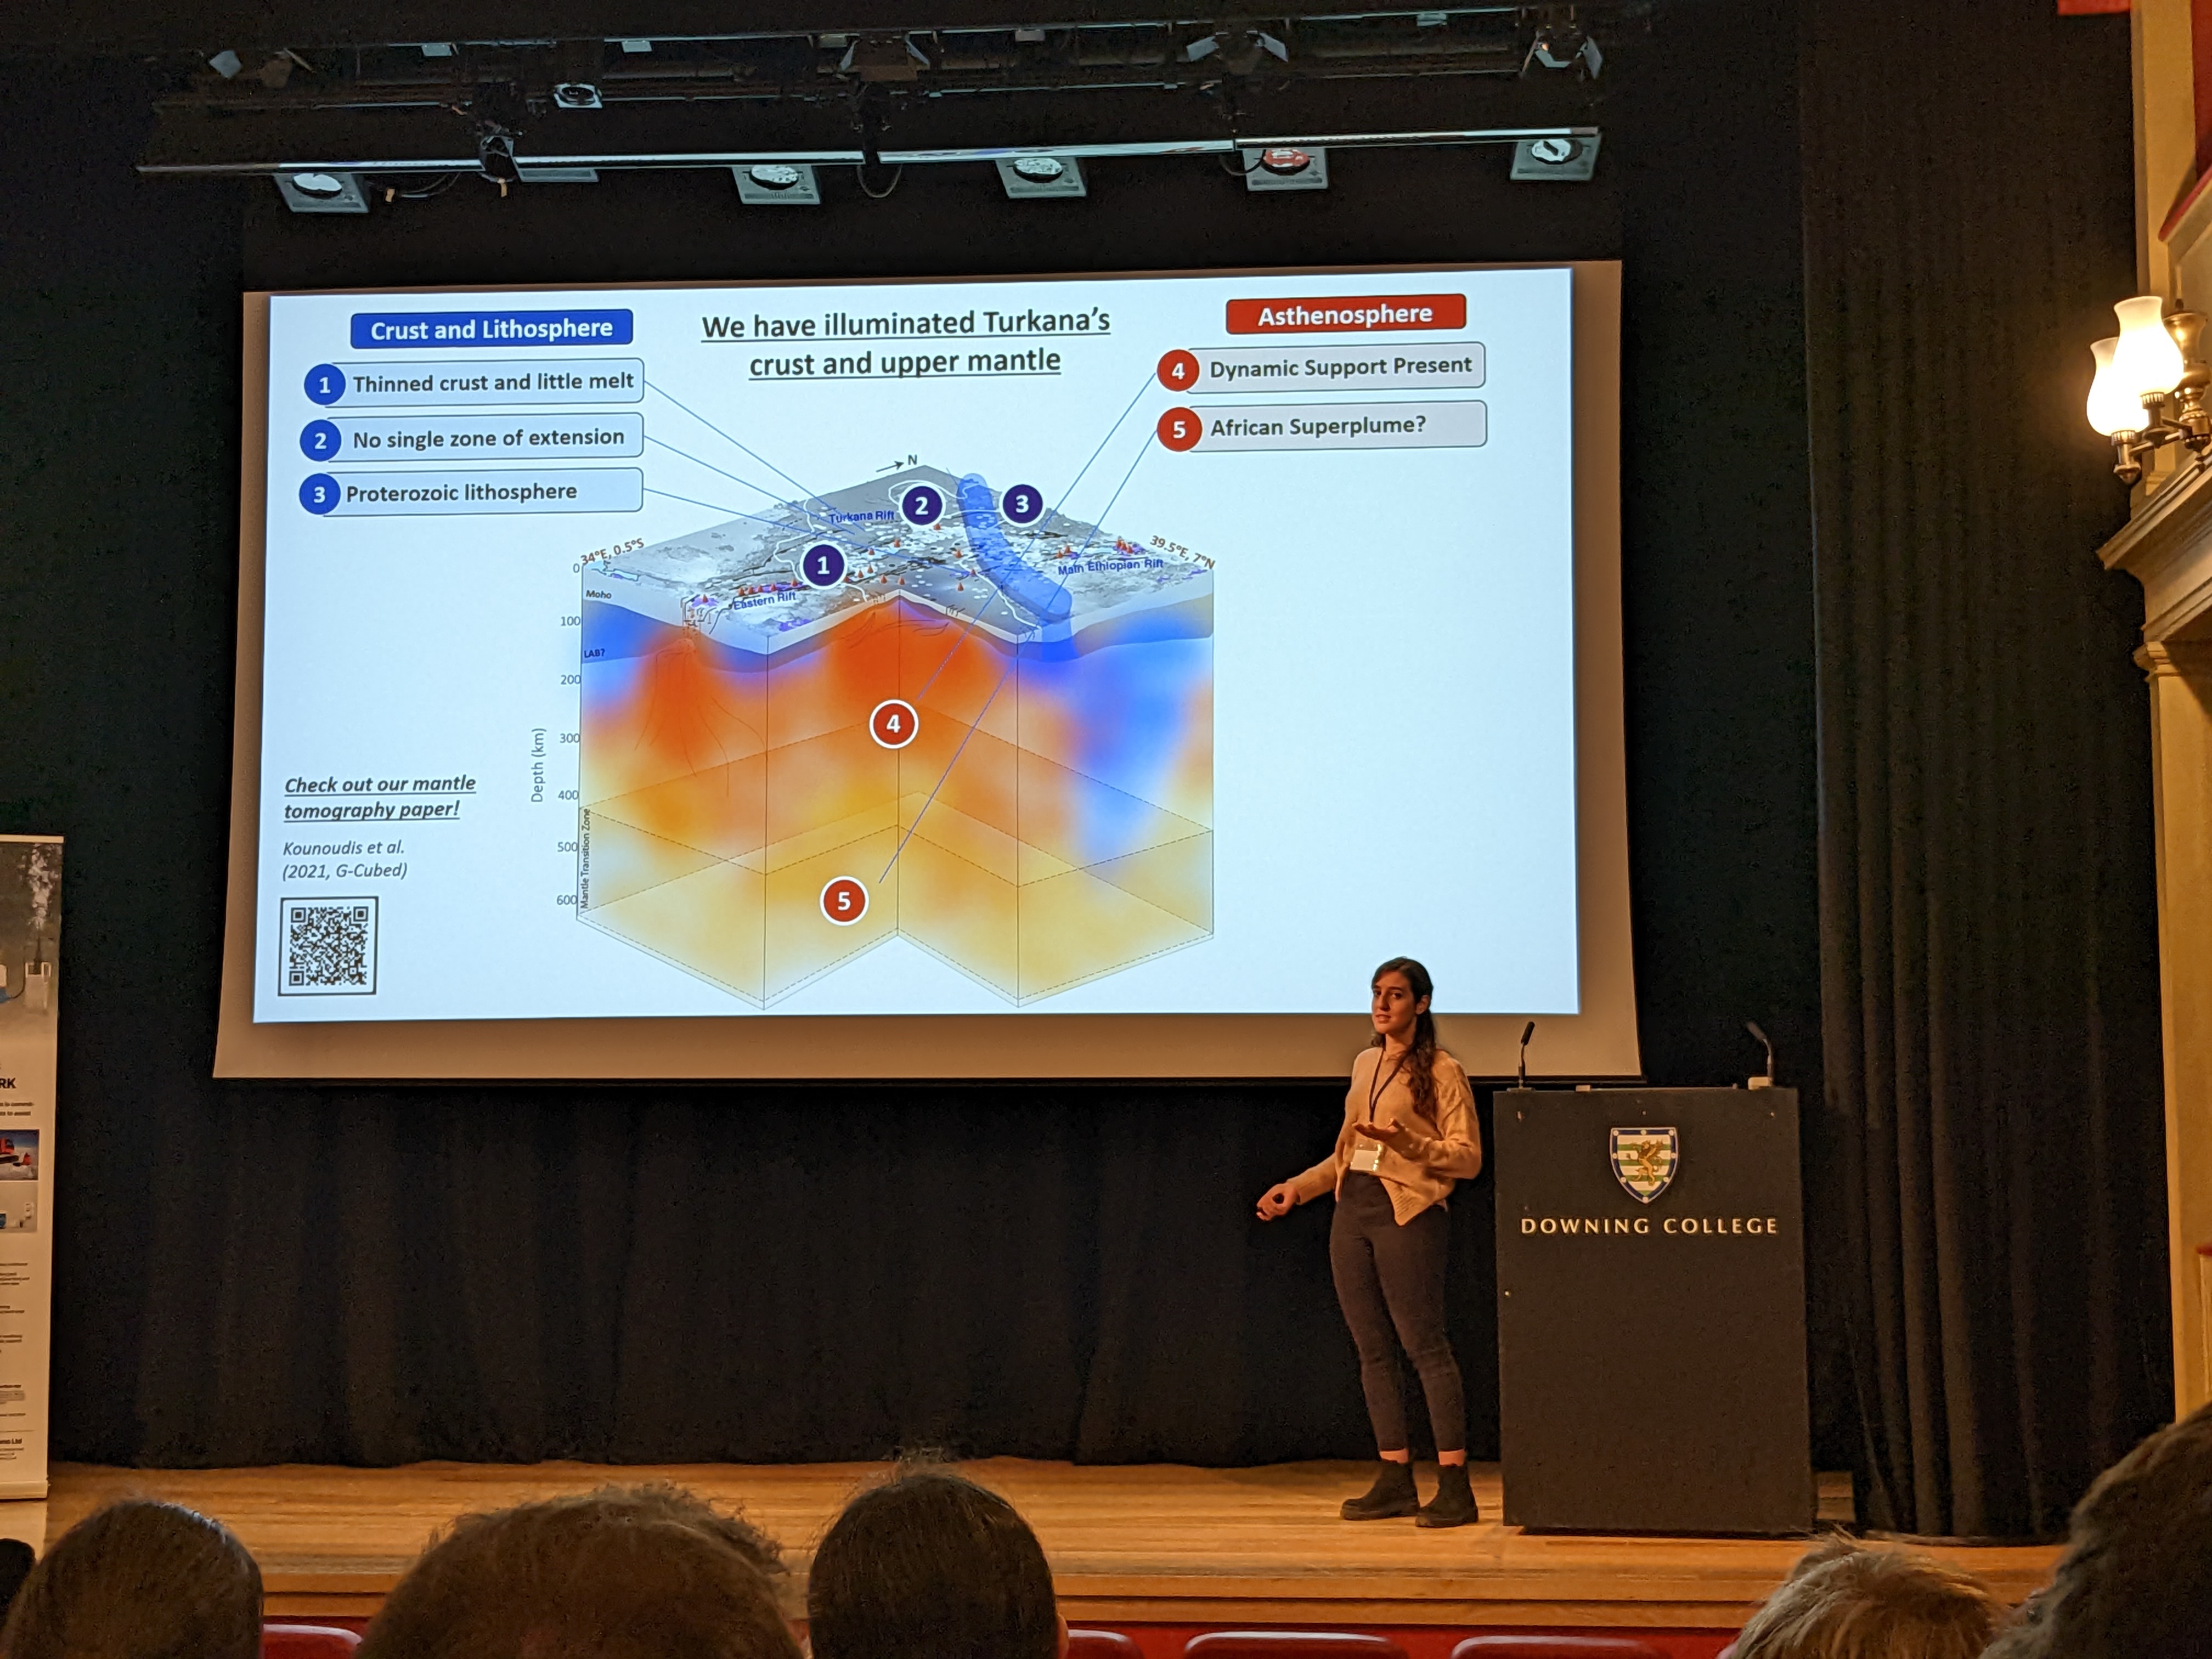 Crust and Lithosphere
1 Thinned crust and little melt
2 No single zone of extension
3 Proterozoic lithosphere
We have illuminated Turkana's
crust and upper mantle
Asthenosphere
4 Dynamic Support Present
5 African Superplume?
N
2
3
Turkana Rift
34°E, 0.5°S
39.5°E, 7°N
1
Main Ethiopian Rift
Eastern Rift
0
Moho
100
LAB?
200
4
300
Depth (km)
400
Mantle Transition Zone
500
600
5
Check out our mantle
tomography paper!
Kounoudis et al.
(2021, G-Cubed)
RK
DOWNING COLLEGE